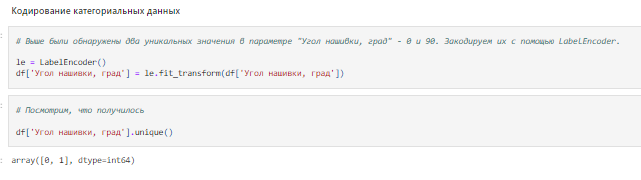 Кодирование категориальных данных
# Выше были обнаружены два уникальных значения в параметре "Угол нашивки, град" - 0 и 90. Закодируем их с помощью LabelEncoder.
le = LabelEncoder()
df['Угол нашивки, град'] = le.fit_transform(df['Угол нашивки, град'])
# Посмотрим, что получилось
df['Угол нашивки, град'].unique()
array([0, 1], dtype=int64)